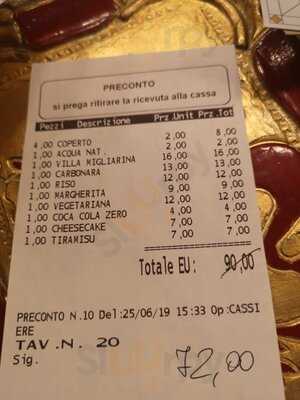 PRECONTO
si prega ritirare la ricevuta alla cassa
Pezzi Descrizione Prz.Unit Prz.Tot
4,00 COPERTO 2,00 8,00
1,00 ACQUA NAT. 2,00 2,00
1,00 VILLA MIGLIARINA 16,00 16,00
1,00 CARBONARA 13,00 13,00
1,00 RISO 12,00 12,00
1,00 MARGHERITA 9,00 9,00
1,00 VEGETARIANA 12,00 12,00
1,00 COCA COLA ZERO 4,00 4,00
1,00 CHEESECAKE 7,00 7,00
1,00 TIRAMISU 7,00 7,00
Totale EU: 90,00
PRECONTO N.10 Del:25/06/19 15:33 Op:CASSI
ERE
TAV.N. 20
Sig.
72,00